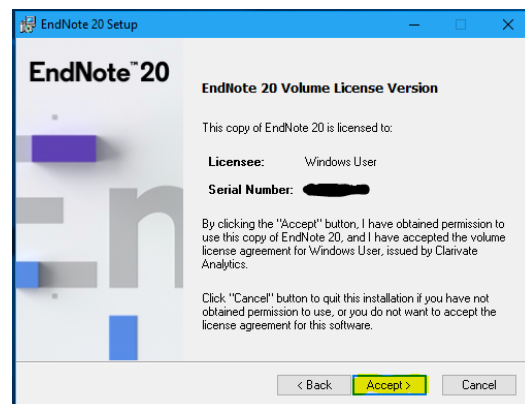 EndNote 20 Setup
EndNote™20
EndNote 20 Volume License Version
This copy of EndNote 20 is licensed to:
Licensee: Windows User
Serial Number:
By clicking the "Accept" button, I have obtained permission to
use this copy of EndNote 20, and I have accepted the volume
license agreement for Windows User, issued by Clarivate
Analytics.
Click "Cancel" button to quit this installation if you have not
obtained permission to use, or you do not want to accept the
license agreement for this software.
< Back Accept > Cancel